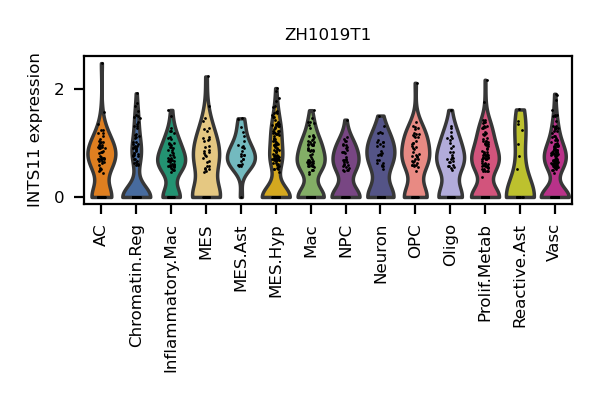 ZH1019T1
INTS11 expression
2
0
AC
Chromatin.Reg
Inflammatory.Mac
MES
MES.Ast
MES.Hyp
Mac
NPC
Neuron
OPC
Oligo
Prolif.Metab
Reactive.Ast
Vasc